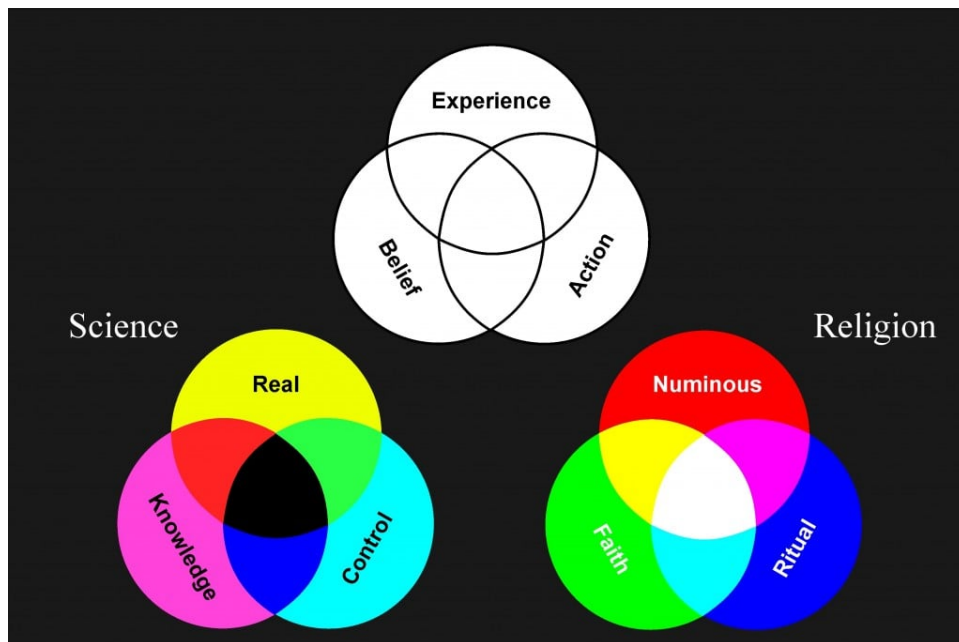 Experience
Belief
Action
Science
Religion
Real
Knowledge
Control
Numinous
Faith
Ritual